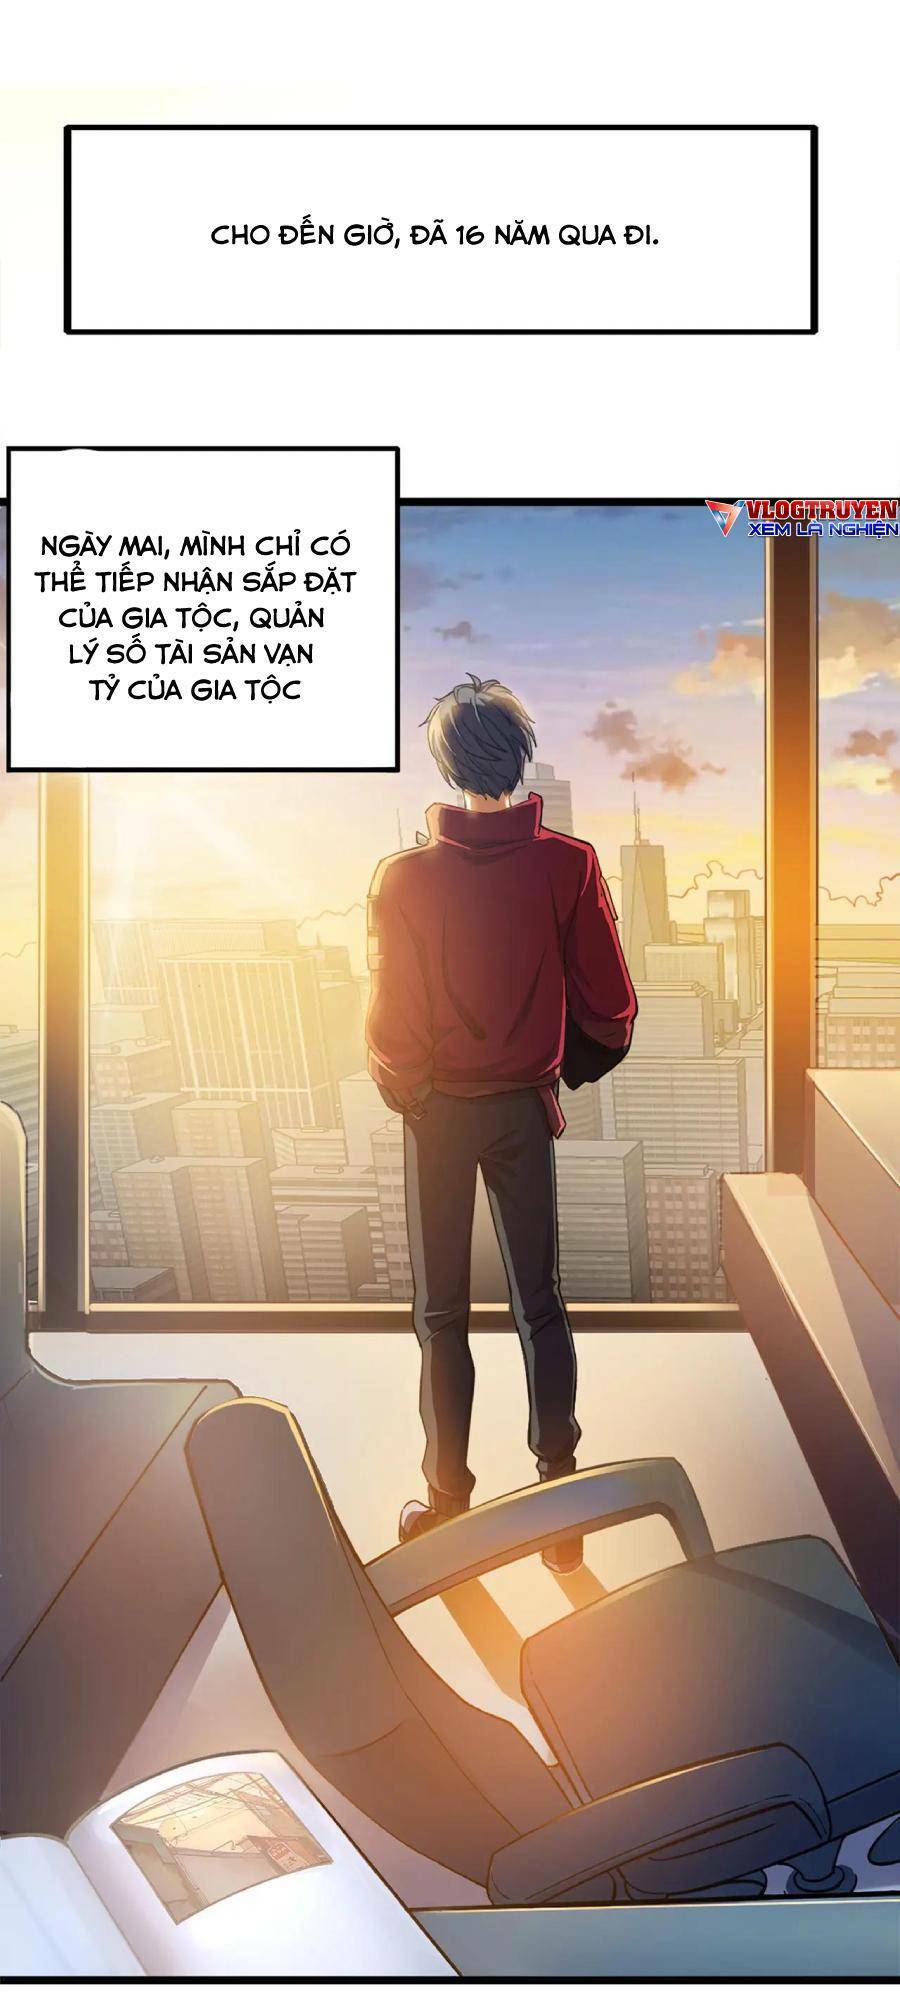 CHO ĐẾN GIỜ, ĐÃ 16 NĂM QUA ĐI.
NGÀY MAI, MÌNH CHỈ CÓ
THỂ TIẾP NHẬN SẮP ĐẶT
CỦA GIA TỘC, QUẢN
LÝ SỐ TÀI SẢN VẠN
TỶ CỦA GIA TỘC
VLOGTRUYEN
XEM LÀ NGHIỆN